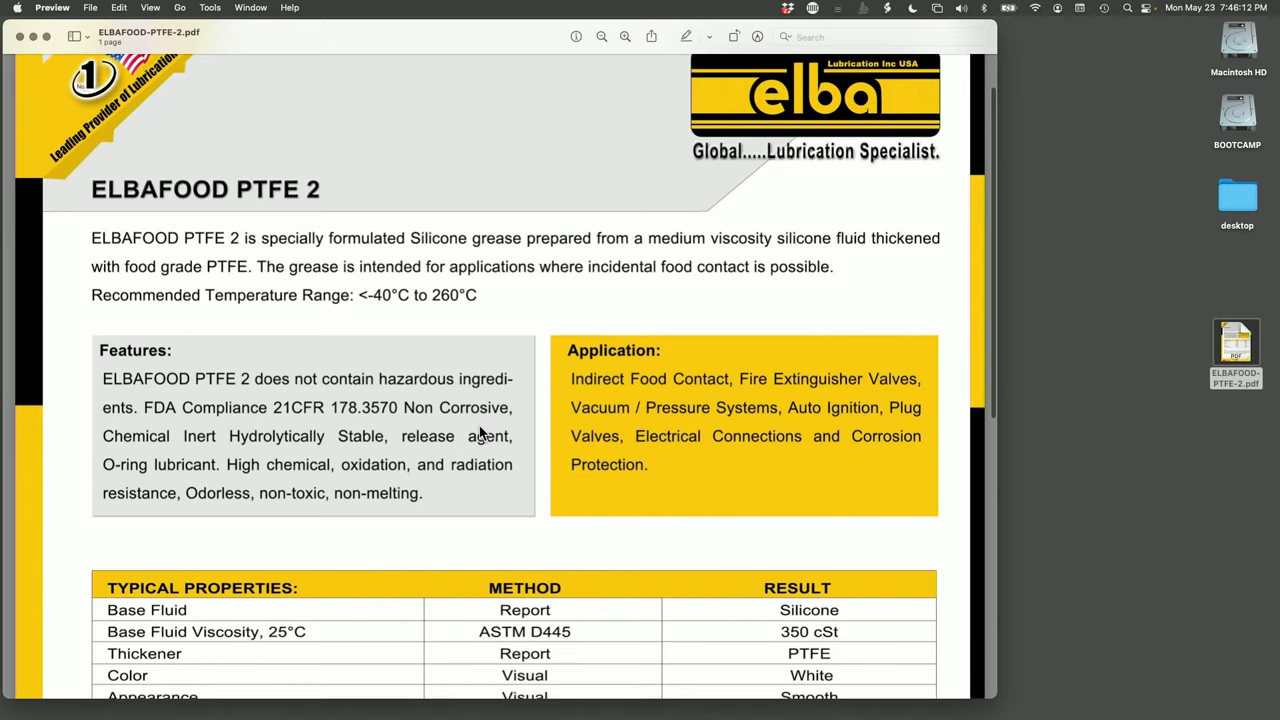 Preview File Edit View Go Tools Window Help
Mon May 23 7:46:12 PM
ELBAFOOD-PTFE-2.pdf
1 page
Search
No. 1
Leading Provider of Lubrication
Lubrication Inc USA
elba
Global.....Lubrication Specialist.
ELBAFOOD PTFE 2
ELBAFOOD PTFE 2 is specially formulated Silicone grease prepared from a medium viscosity silicone fluid thickened
with food grade PTFE. The grease is intended for applications where incidental food contact is possible.
Recommended Temperature Range: <-40°C to 260°C
Features:
ELBAFOOD PTFE 2 does not contain hazardous ingredi-
ents. FDA Compliance 21CFR 178.3570 Non Corrosive,
Chemical Inert Hydrolytically Stable, release agent,
O-ring lubricant. High chemical, oxidation, and radiation
resistance, Odorless, non-toxic, non-melting.
Application:
Indirect Food Contact, Fire Extinguisher Valves,
Vacuum / Pressure Systems, Auto Ignition, Plug
Valves, Electrical Connections and Corrosion
Protection.
TYPICAL PROPERTIES: METHOD RESULT
Base Fluid Report Silicone
Base Fluid Viscosity, 25°C ASTM D445 350 cSt
Thickener Report PTFE
Color Visual White
Appearance Visual Smooth
Macintosh HD
BOOTCAMP
desktop
PDF
ELBAFOOD-
PTFE-2.pdf